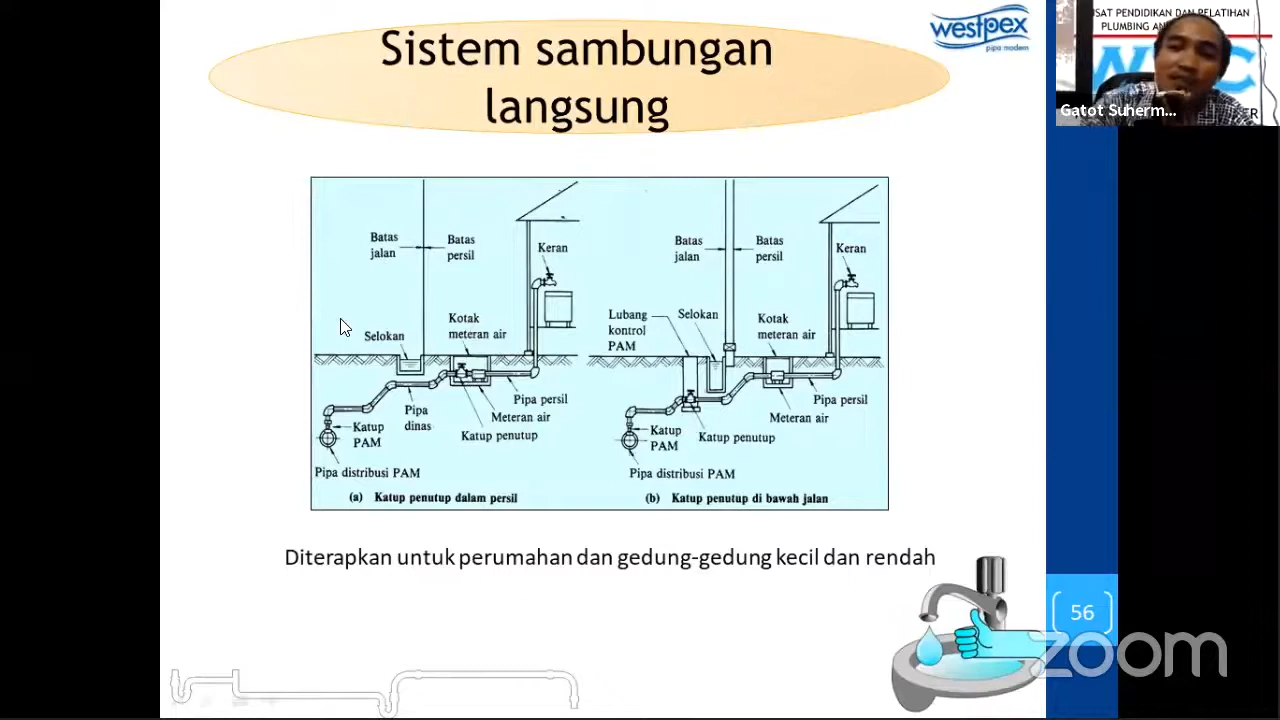 Sistem sambungan
langsung
westpex
pipa modern
USAT PENDIDIKAN DAN PELATIHAN
PLUMBING AN
Gatot Suherm...
ER
Batas
jalan
Batas
persil
Keran
Selokan
Kotak
meteran air
Pipa persil
Meteran air
Pipa
dinas
Katup
PAM
Katup penutup
Pipa distribusi PAM
(a) Katup penutup dalam persil
Batas
jalan
Batas
persil
Keran
Lubang
kontrol
PAM
Selokan
Kotak
meteran air
Pipa persil
Meteran air
Katup
PAM
Katup penutup
Pipa distribusi PAM
(b) Katup penutup di bawah jalan
Diterapkan untuk perumahan dan gedung-gedung kecil dan rendah
56
zoom